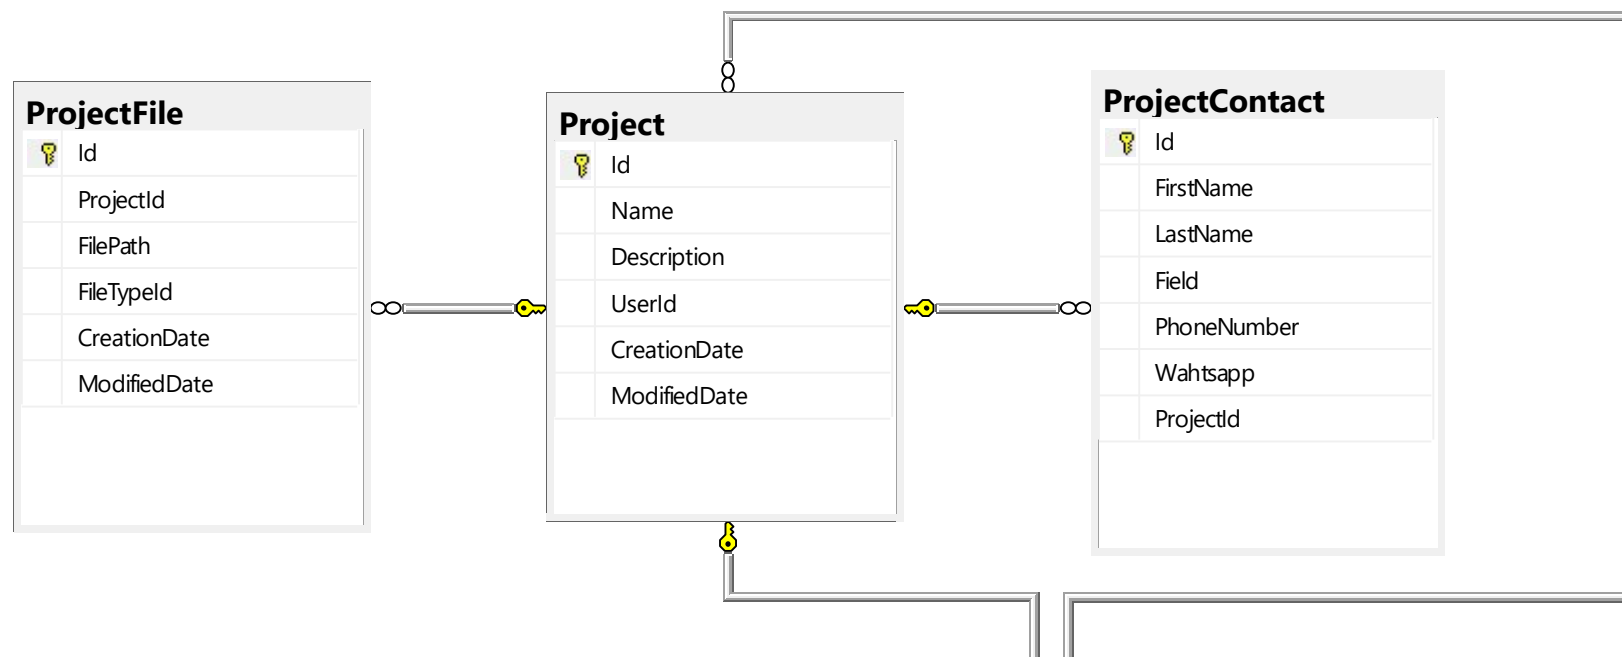 ProjectFile
Id
ProjectId
FilePath
FileTypeId
CreationDate
ModifiedDate
Project
Id
Name
Description
UserId
CreationDate
ModifiedDate
ProjectContact
Id
FirstName
LastName
Field
PhoneNumber
Wahtsapp
ProjectId